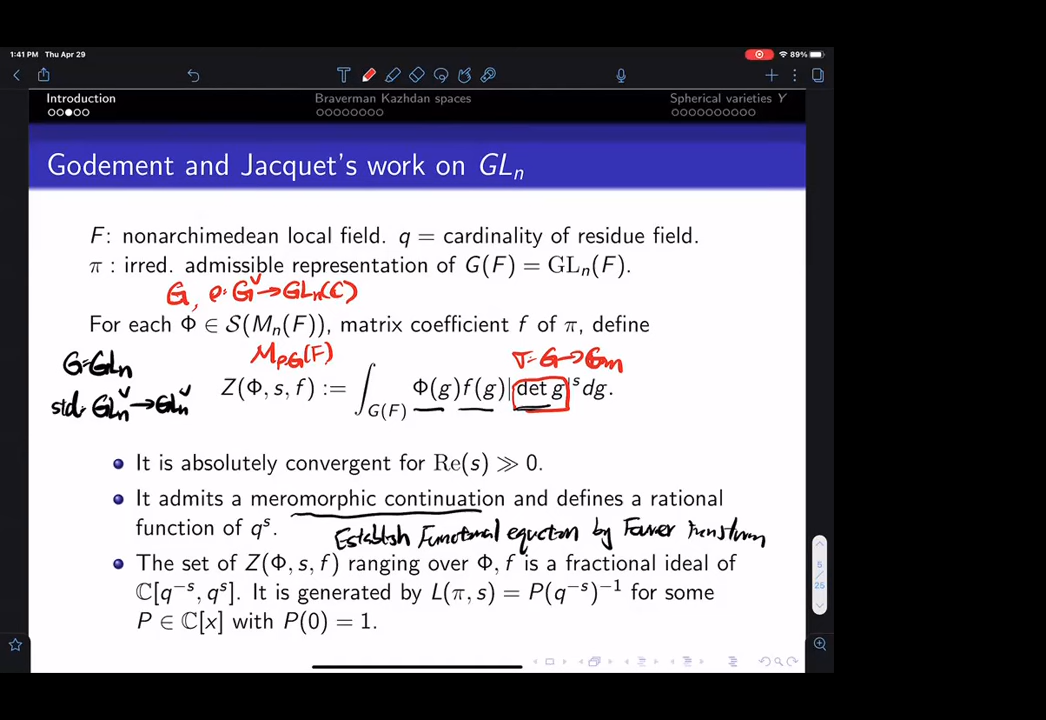 1:41 PM Thu Apr 29
89%
Introduction
Braverman Kazhdan spaces
Spherical varieties Y
Godement and Jacquet's work on GLₙ
F: nonarchimedean local field. q = cardinality of residue field.
π : irred. admissible representation of G(F) = GLₙ(F).
G, ρ: G^∨ → GLₙ(C)
For each Φ ∈ S(Mₙ(F)), matrix coefficient f of π, define
G=GLₙ
M_{ρ,G}(F)
σ: G → Gm
std: GLₙ^∨ → GLₙ^∨
Z(Φ, s, f) := ∫_{G(F)} Φ(g)f(g)|det g|^s dg.
It is absolutely convergent for Re(s) ≫ 0.
It admits a meromorphic continuation and defines a rational
function of q^s.
Establish Functional equation by Fourier Transform
The set of Z(Φ, s, f) ranging over Φ, f is a fractional ideal of
ℂ[q^{−s}, q^s]. It is generated by L(π, s) = P(q^{−s})^{−1} for some
P ∈ ℂ[x] with P(0) = 1.
5
25